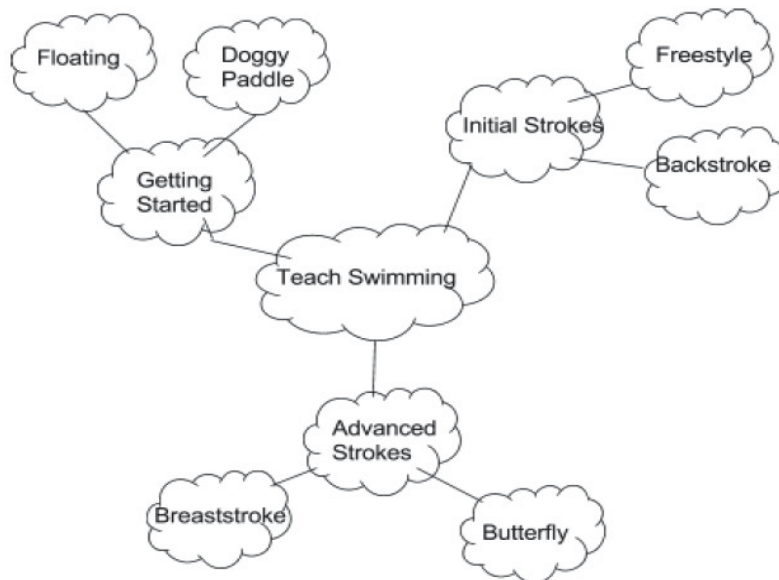 Floating
Doggy
Paddle
Getting
Started
Freestyle
Initial Strokes
Backstroke
Teach Swimming
Advanced
Strokes
Breaststroke
Butterfly